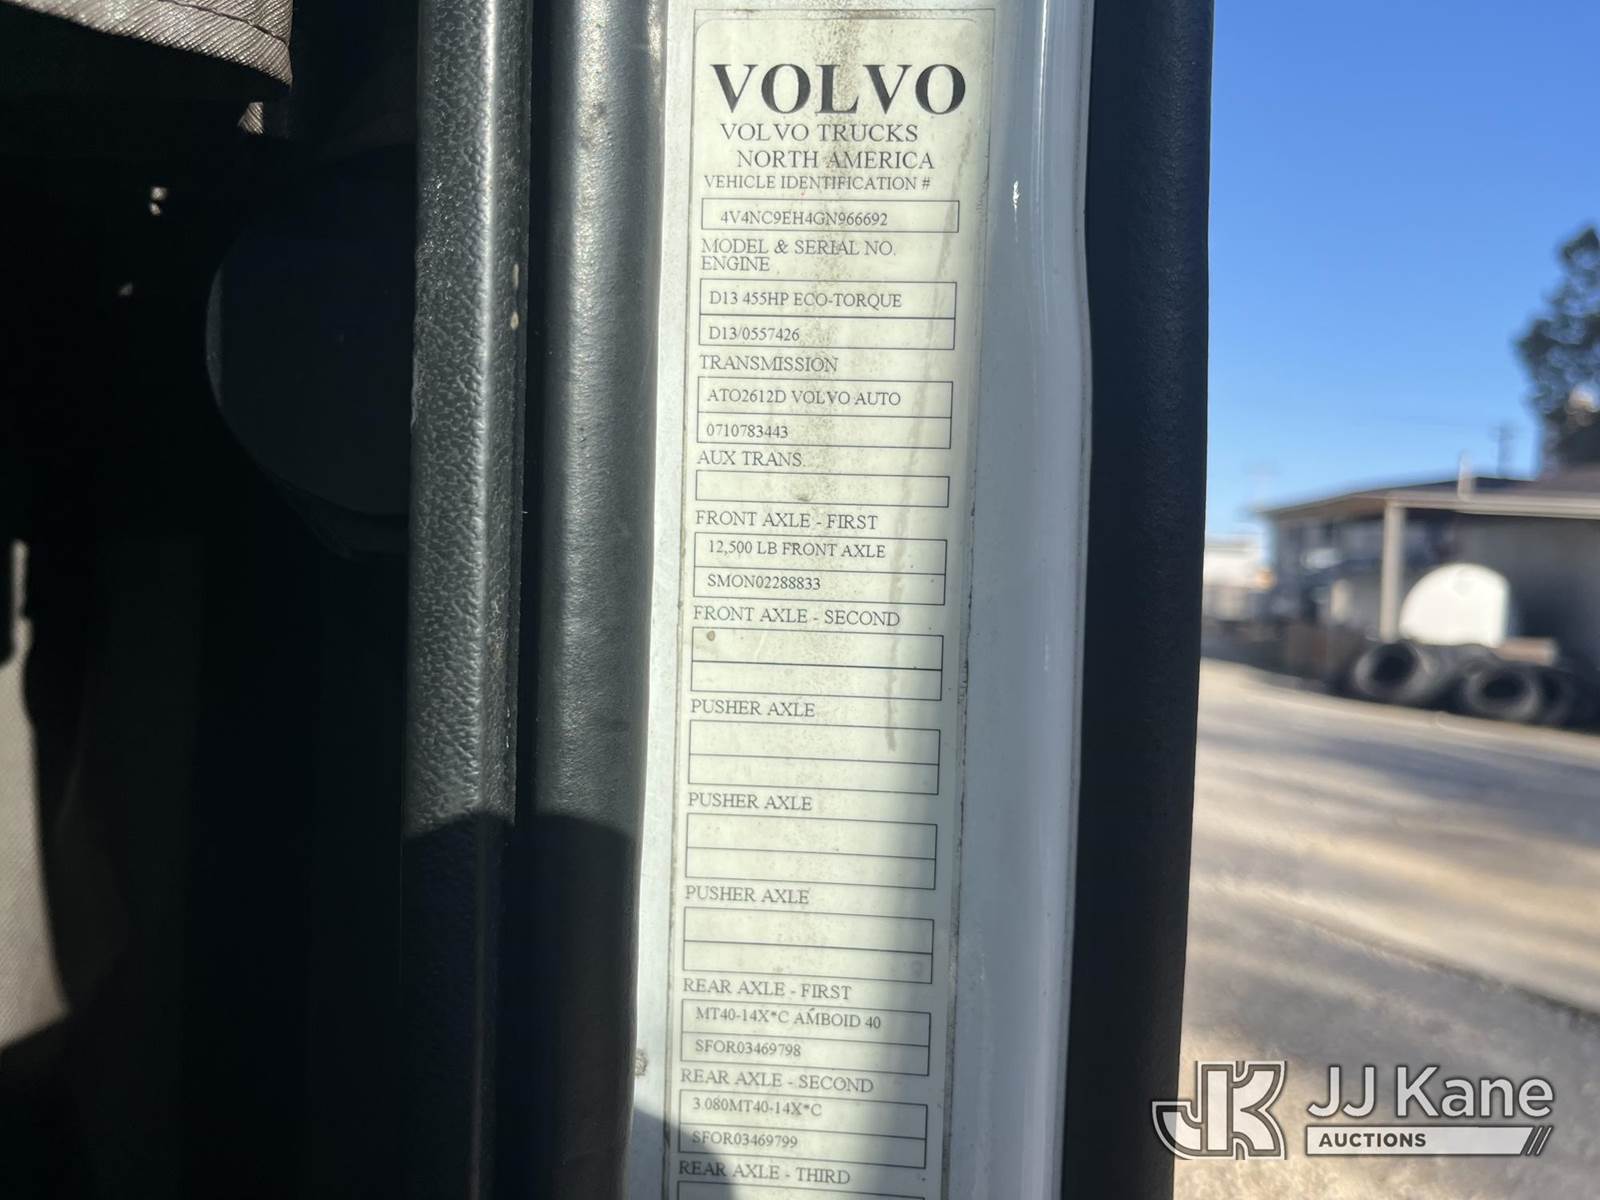 VOLVO
VOLVO TRUCKS
NORTH AMERICA
VEHICLE IDENTIFICATION #
4V4NC9EH4GN966692
MODEL & SERIAL NO.
ENGINE
D13 455HP ECO-TORQUE
D13/0557426
TRANSMISSION
ATO2612D VOLVO AUTO
0710783443
AUX TRANS.
FRONT AXLE - FIRST
12,500 LB FRONT AXLE
SMON02288833
FRONT AXLE - SECOND
PUSHER AXLE
PUSHER AXLE
PUSHER AXLE
REAR AXLE - FIRST
MT40-14X*C AMBOID 40
SFOR03469798
REAR AXLE - SECOND
3.080MT40-14X*C
SFOR03469799
REAR AXLE - THIRD
JK JJ Kane
AUCTIONS